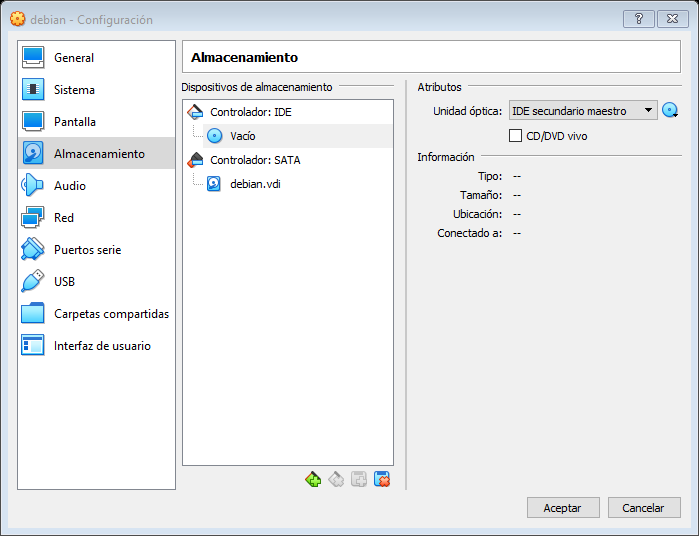 debian - Configuración
?
General
Sistema
Pantalla
Almacenamiento
Audio
Red
Puertos serie
USB
Carpetas compartidas
Interfaz de usuario
Almacenamiento
Dispositivos de almacenamiento
Controlador: IDE
Vacío
Controlador: SATA
debian.vdi
Atributos
Unidad óptica: IDE secundario maestro
CD/DVD vivo
Información
Tipo: --
Tamaño: --
Ubicación: --
Conectado a: --
Aceptar Cancelar